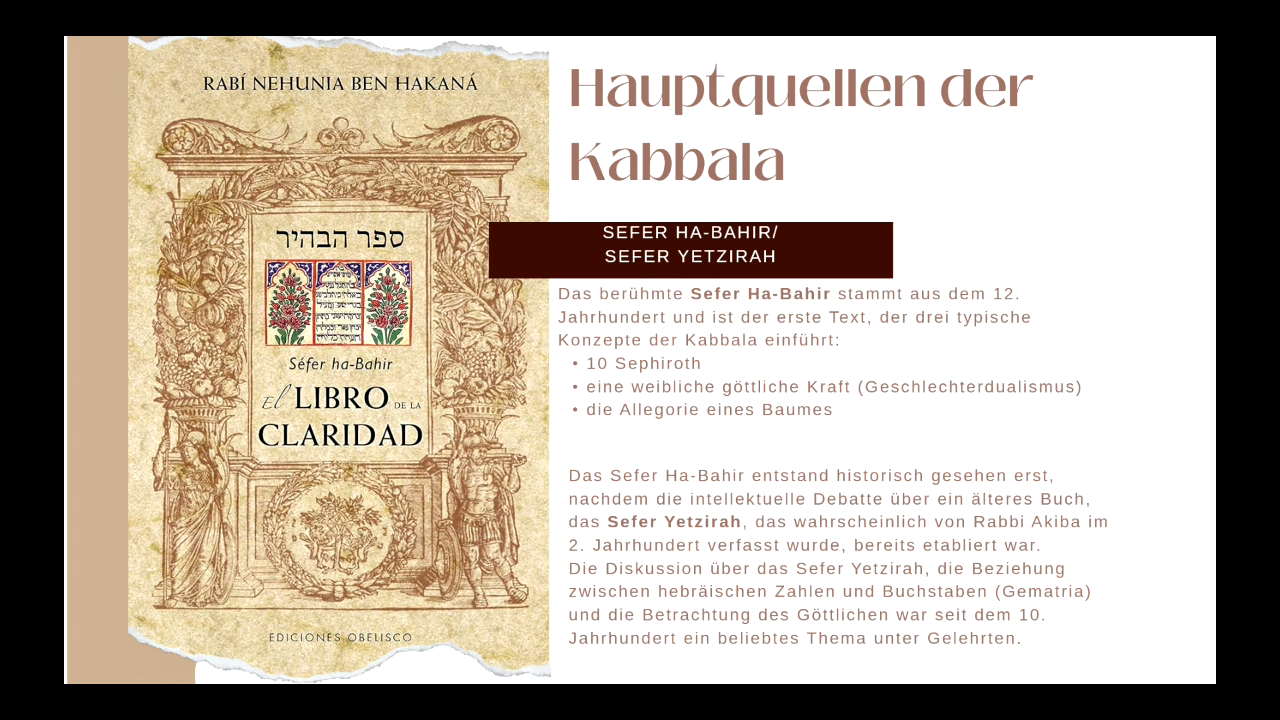 RABÍ NEHUNIA BEN HAKANÁ
ספר הבהיר
Séfer ha-Bahir
El LIBRO DE LA
CLARIDAD
EDICIONES OBELISCO
Hauptquellen der
Kabbala
SEFER HA-BAHIR/
SEFER YETZIRAH
Das berühmte Sefer Ha-Bahir stammt aus dem 12.
Jahrhundert und ist der erste Text, der drei typische
Konzepte der Kabbala einführt:
• 10 Sephiroth
• eine weibliche göttliche Kraft (Geschlechterdualismus)
• die Allegorie eines Baumes
Das Sefer Ha-Bahir entstand historisch gesehen erst,
nachdem die intellektuelle Debatte über ein älteres Buch,
das Sefer Yetzirah, das wahrscheinlich von Rabbi Akiba im
2. Jahrhundert verfasst wurde, bereits etabliert war.
Die Diskussion über das Sefer Yetzirah, die Beziehung
zwischen hebräischen Zahlen und Buchstaben (Gematria)
und die Betrachtung des Göttlichen war seit dem 10.
Jahrhundert ein beliebtes Thema unter Gelehrten.